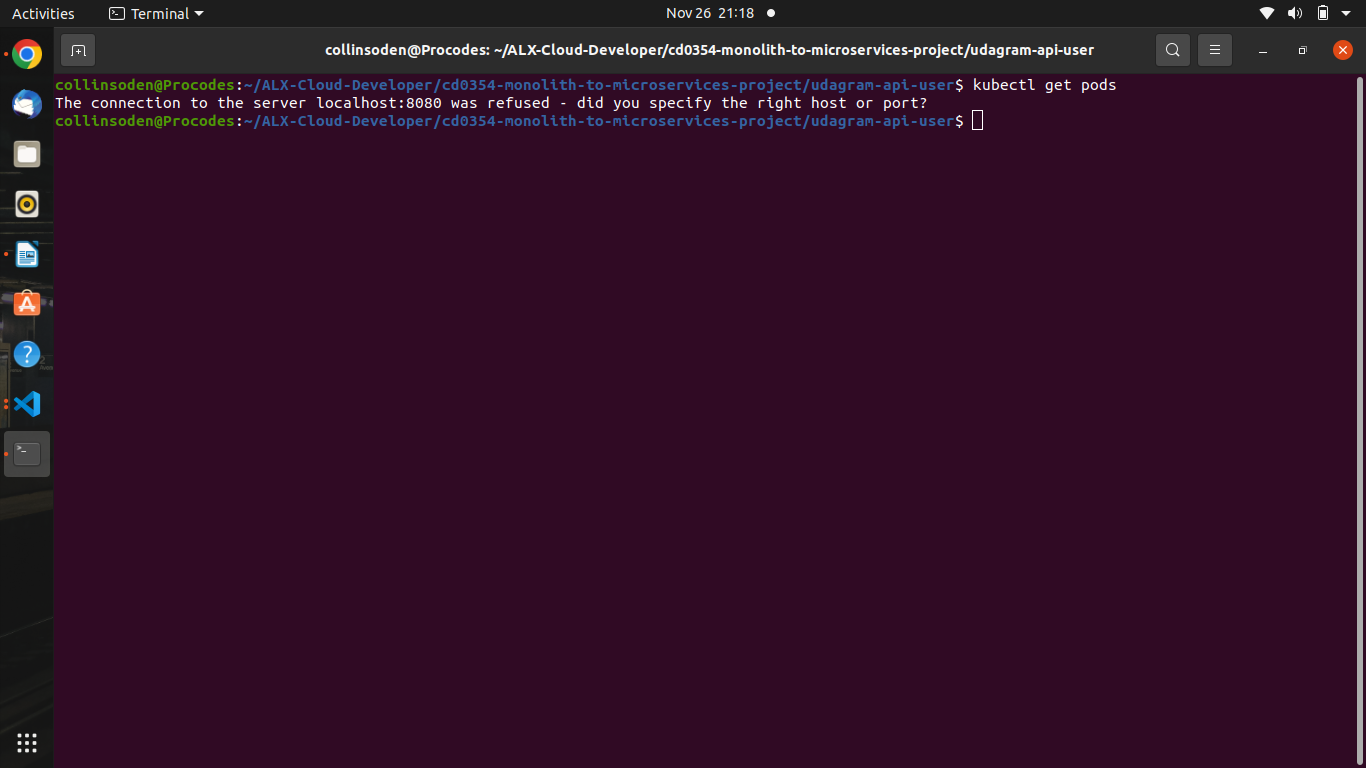 Activities
Terminal
Nov 26 21:18
collinsoden@Procodes: ~/ALX-Cloud-Developer/cd0354-monolith-to-microservices-project/udagram-api-user
collinsoden@Procodes:~/ALX-Cloud-Developer/cd0354-monolith-to-microservices-project/udagram-api-user$ kubectl get pods
The connection to the server localhost:8080 was refused - did you specify the right host or port?
collinsoden@Procodes:~/ALX-Cloud-Developer/cd0354-monolith-to-microservices-project/udagram-api-user$